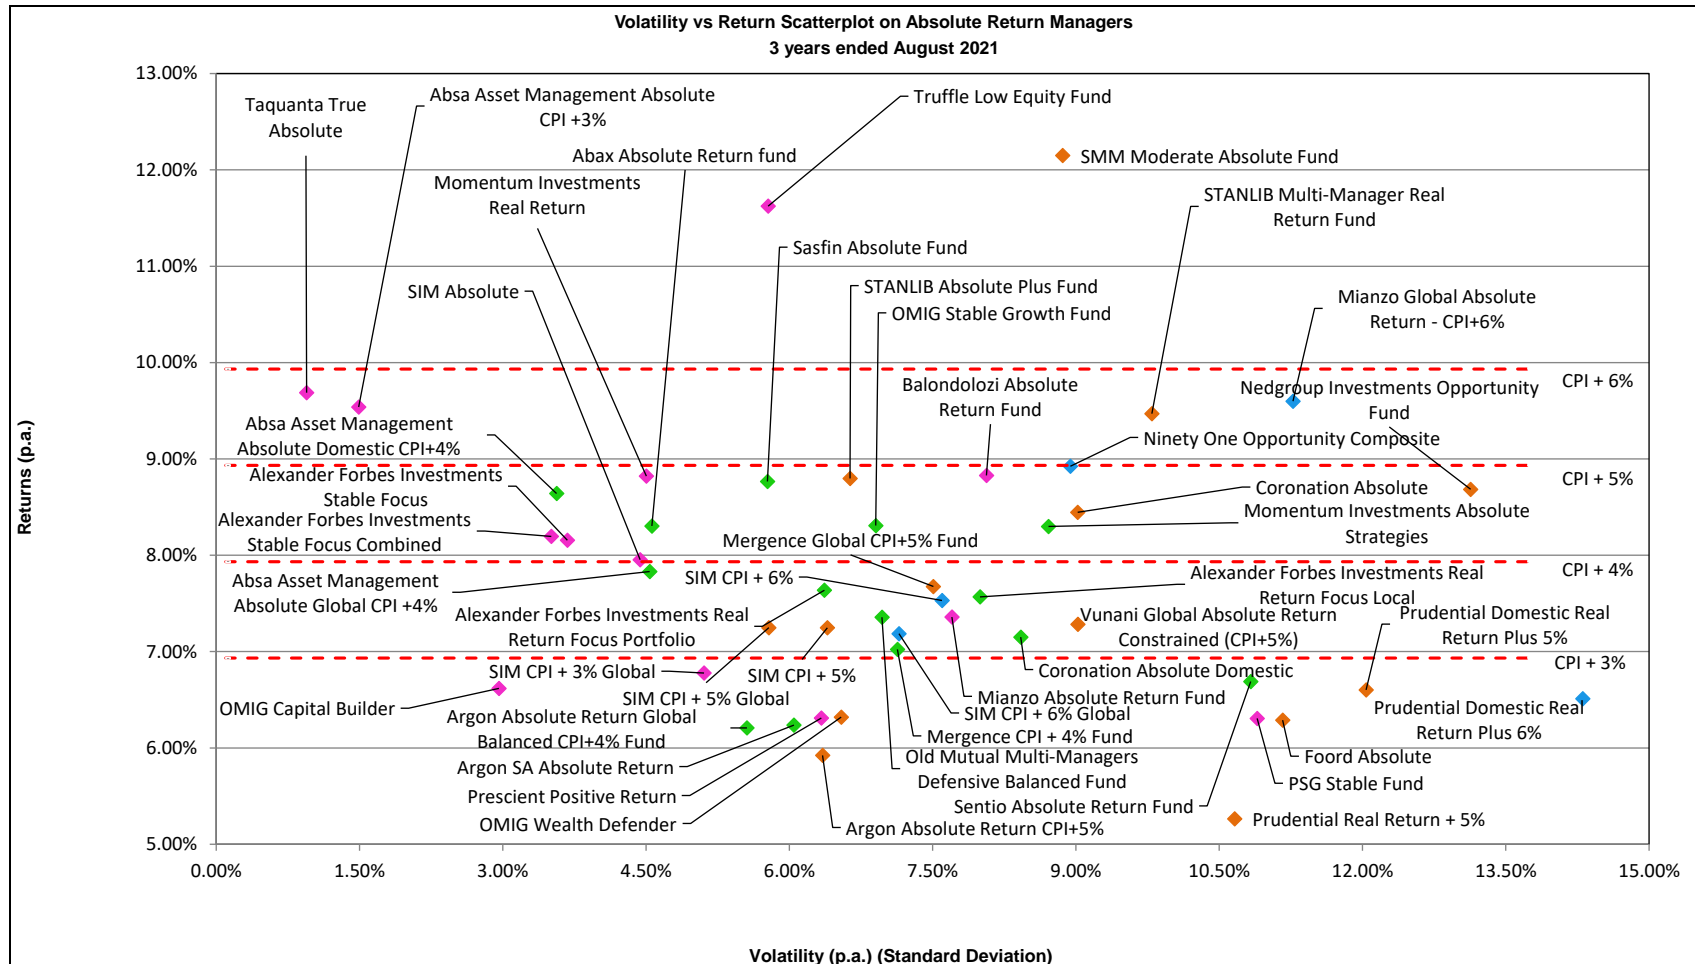 Volatility vs Return Scatterplot on Absolute Return Managers
3 years ended August 2021
Returns (p.a.)
13.00%
12.00%
11.00%
10.00%
9.00%
8.00%
7.00%
6.00%
5.00%
Taquanta True
Absolute
Absa Asset Management Absolute
CPI +3%
Truffle Low Equity Fund
Abax Absolute Return fund
SMM Moderate Absolute Fund
Momentum Investments
Real Return
STANLIB Multi-Manager Real
Return Fund
Sasfin Absolute Fund
SIM Absolute
STANLIB Absolute Plus Fund
OMIG Stable Growth Fund
Mianzo Global Absolute
Return - CPI+6%
CPI + 6%
Balondolozi Absolute
Return Fund
Nedgroup Investments Opportunity
Fund
Absa Asset Management
Absolute Domestic CPI+4%
Ninety One Opportunity Composite
CPI + 5%
Alexander Forbes Investments
Stable Focus
Coronation Absolute
Momentum Investments Absolute
Strategies
Alexander Forbes Investments
Stable Focus Combined
Mergence Global CPI+5% Fund
CPI + 4%
Absa Asset Management
Absolute Global CPI +4%
SIM CPI + 6%
Alexander Forbes Investments Real
Return Focus Local
Alexander Forbes Investments Real
Return Focus Portfolio
Vunani Global Absolute Return
Constrained (CPI+5%)
Prudential Domestic Real
Return Plus 5%
CPI + 3%
SIM CPI + 3% Global
SIM CPI + 5%
Coronation Absolute Domestic
SIM CPI + 5% Global
Mianzo Absolute Return Fund
OMIG Capital Builder
SIM CPI + 6% Global
Prudential Domestic Real
Return Plus 6%
Argon Absolute Return Global
Balanced CPI+4% Fund
Mergence CPI + 4% Fund
Argon SA Absolute Return
Old Mutual Multi-Managers
Defensive Balanced Fund
Foord Absolute
Prescient Positive Return
Sentio Absolute Return Fund
PSG Stable Fund
OMIG Wealth Defender
Argon Absolute Return CPI+5%
Prudential Real Return + 5%
0.00%
1.50%
3.00%
4.50%
6.00%
7.50%
9.00%
10.50%
12.00%
13.50%
15.00%
Volatility (p.a.) (Standard Deviation)